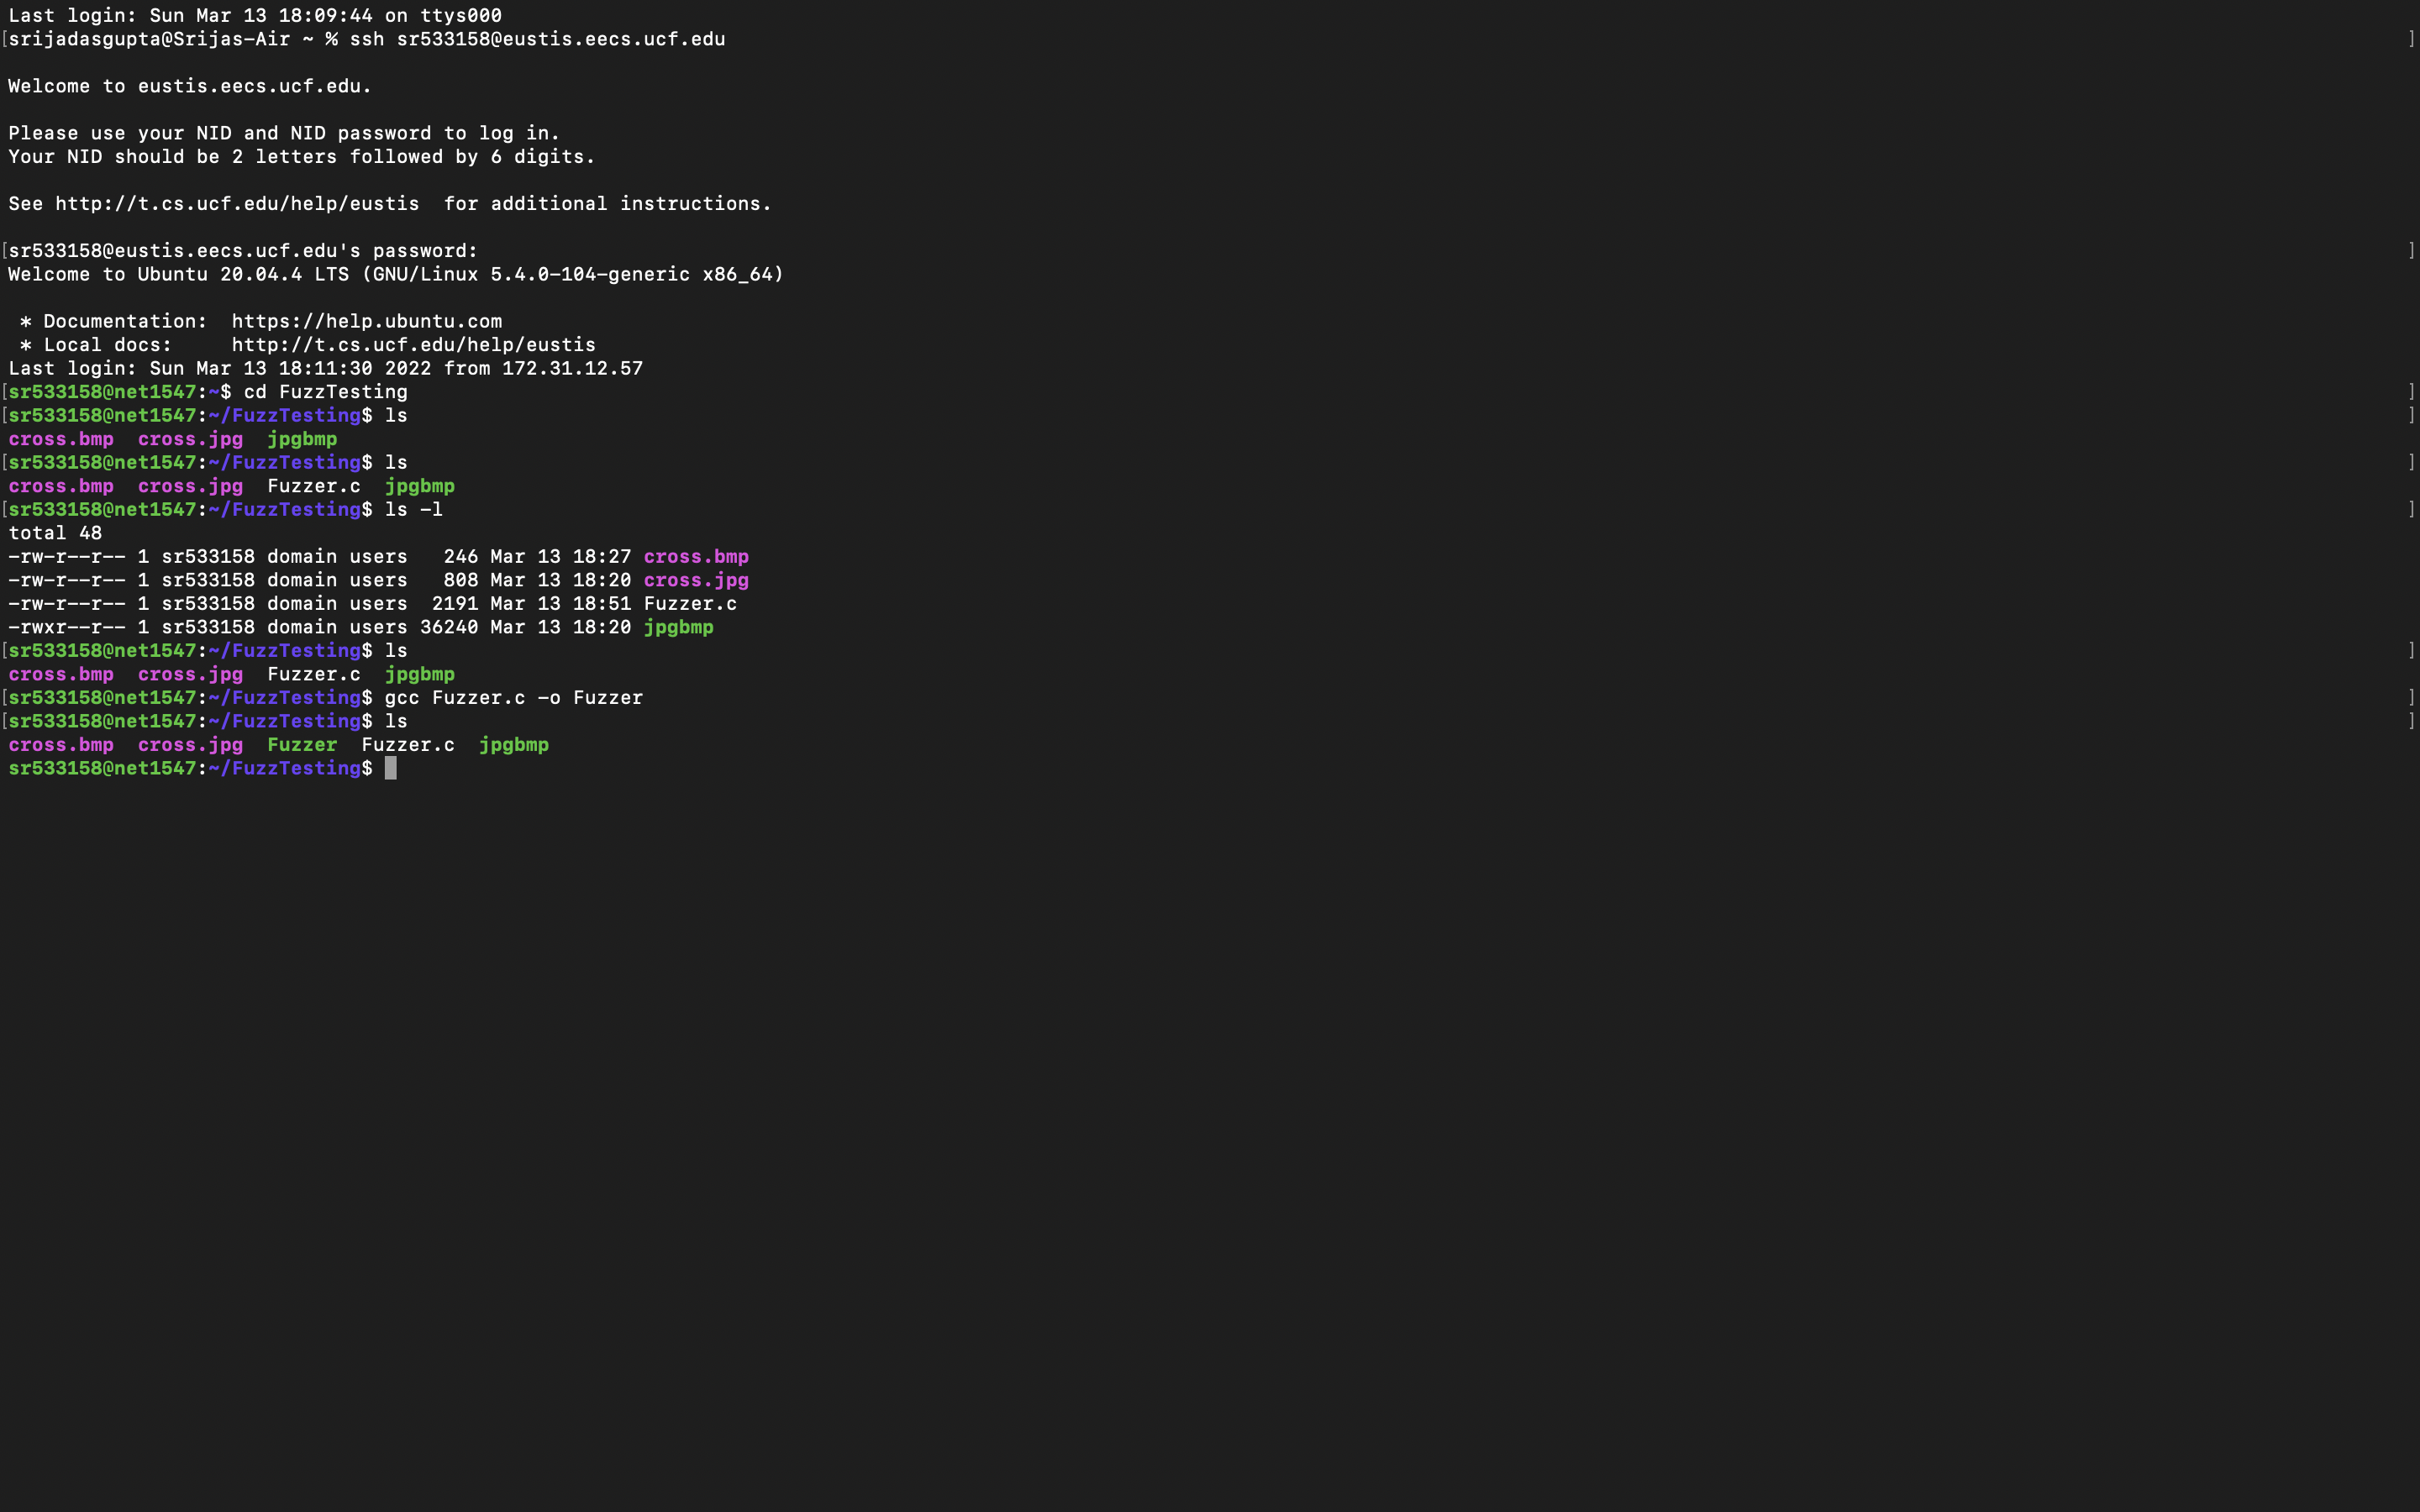 Last login: Sun Mar 13 18:09:44 on ttys000
[srijadasgupta@Srijas-Air ~ % ssh sr533158@eustis.eecs.ucf.edu ]
Welcome to eustis.eecs.ucf.edu.
Please use your NID and NID password to log in.
Your NID should be 2 letters followed by 6 digits.
See http://t.cs.ucf.edu/help/eustis  for additional instructions.
[sr533158@eustis.eecs.ucf.edu's password: ]
Welcome to Ubuntu 20.04.4 LTS (GNU/Linux 5.4.0-104-generic x86_64)
 * Documentation:  https://help.ubuntu.com
 * Local docs:     http://t.cs.ucf.edu/help/eustis
Last login: Sun Mar 13 18:11:30 2022 from 172.31.12.57
[sr533158@net1547:~$ cd FuzzTesting ]
[sr533158@net1547:~/FuzzTesting$ ls ]
cross.bmp  cross.jpg  jpgbmp
[sr533158@net1547:~/FuzzTesting$ ls ]
cross.bmp  cross.jpg  Fuzzer.c  jpgbmp
[sr533158@net1547:~/FuzzTesting$ ls -l ]
total 48
-rw-r--r-- 1 sr533158 domain users   246 Mar 13 18:27 cross.bmp
-rw-r--r-- 1 sr533158 domain users   808 Mar 13 18:20 cross.jpg
-rw-r--r-- 1 sr533158 domain users  2191 Mar 13 18:51 Fuzzer.c
-rwxr--r-- 1 sr533158 domain users 36240 Mar 13 18:20 jpgbmp
[sr533158@net1547:~/FuzzTesting$ ls ]
cross.bmp  cross.jpg  Fuzzer.c  jpgbmp
[sr533158@net1547:~/FuzzTesting$ gcc Fuzzer.c -o Fuzzer ]
[sr533158@net1547:~/FuzzTesting$ ls ]
cross.bmp  cross.jpg  Fuzzer  Fuzzer.c  jpgbmp
sr533158@net1547:~/FuzzTesting$